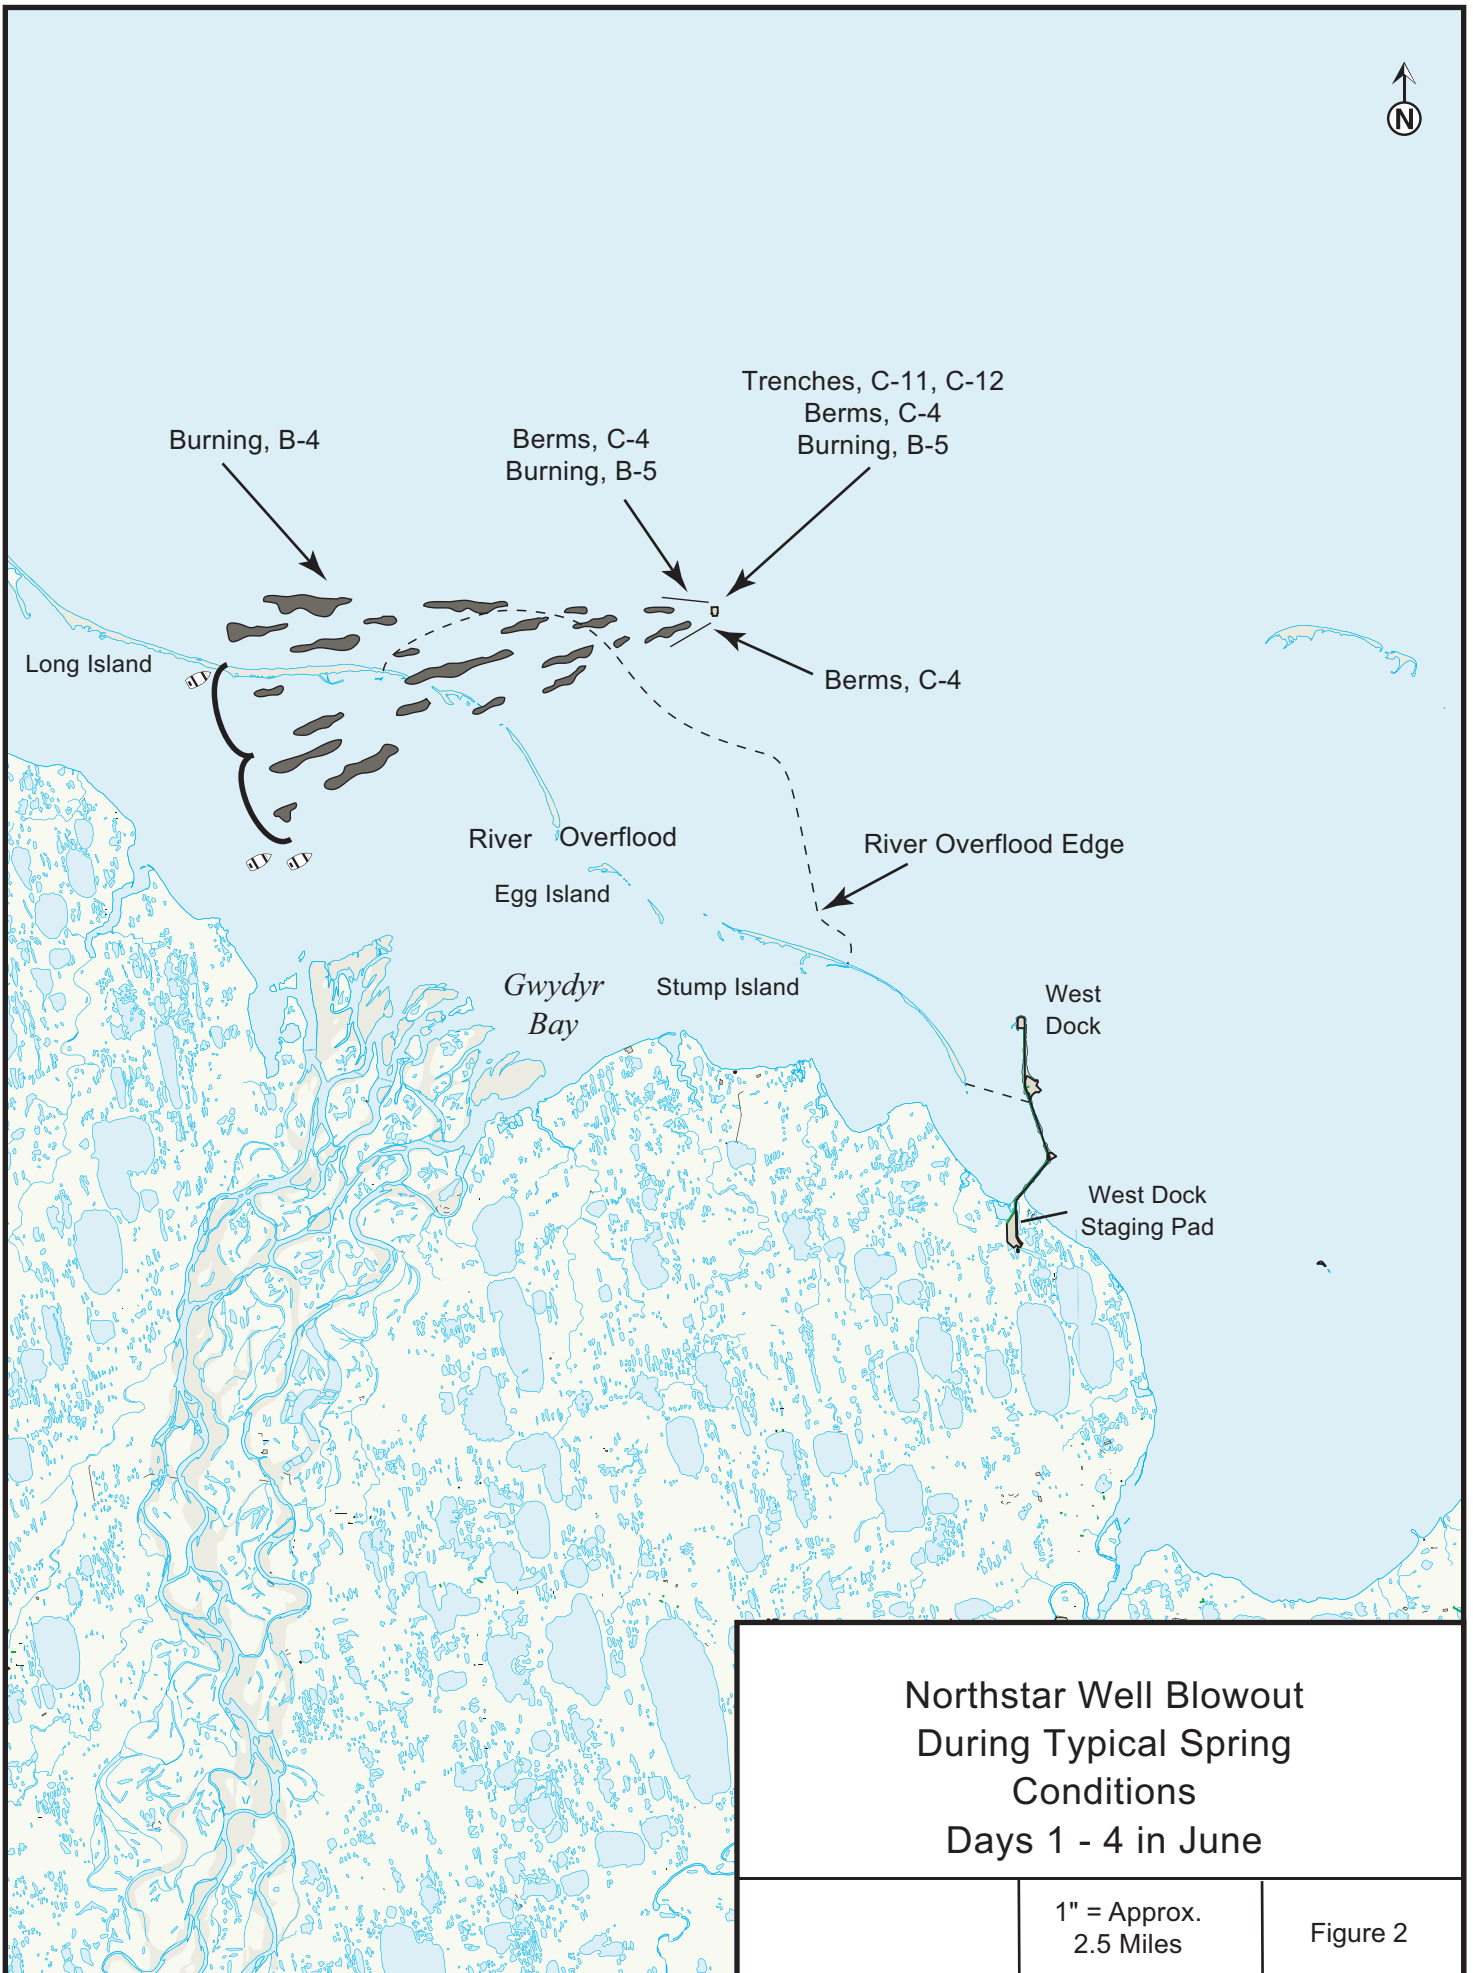 N
Trenches, C-11, C-12
Berms, C-4
Burning, B-5
Berms, C-4
Burning, B-5
Burning, B-4
Long Island
Berms, C-4
River Overflood
River Overflood Edge
Egg Island
Gwydyr
Bay
Stump Island
West
Dock
West Dock
Staging Pad
Northstar Well Blowout
During Typical Spring
Conditions
Days 1 - 4 in June
1" = Approx.
2.5 Miles
Figure 2